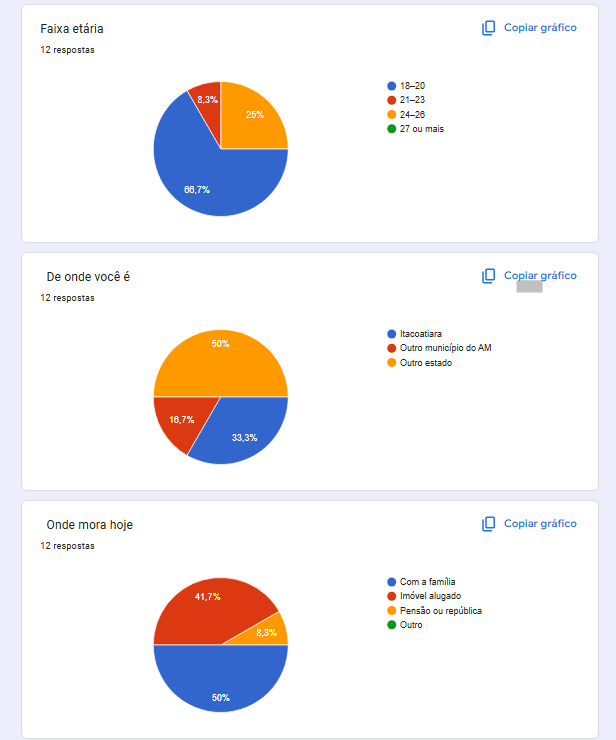 Faixa etária
Copiar gráfico
12 respostas
8,3%
25%
66,7%
18–20
21–23
24–26
27 ou mais
De onde você é
Copiar gráfico
12 respostas
50%
16,7%
33,3%
Itacoatiara
Outro município do AM
Outro estado
Onde mora hoje
Copiar gráfico
12 respostas
41,7%
8,3%
50%
Com a família
Imóvel alugado
Pensão ou república
Outro